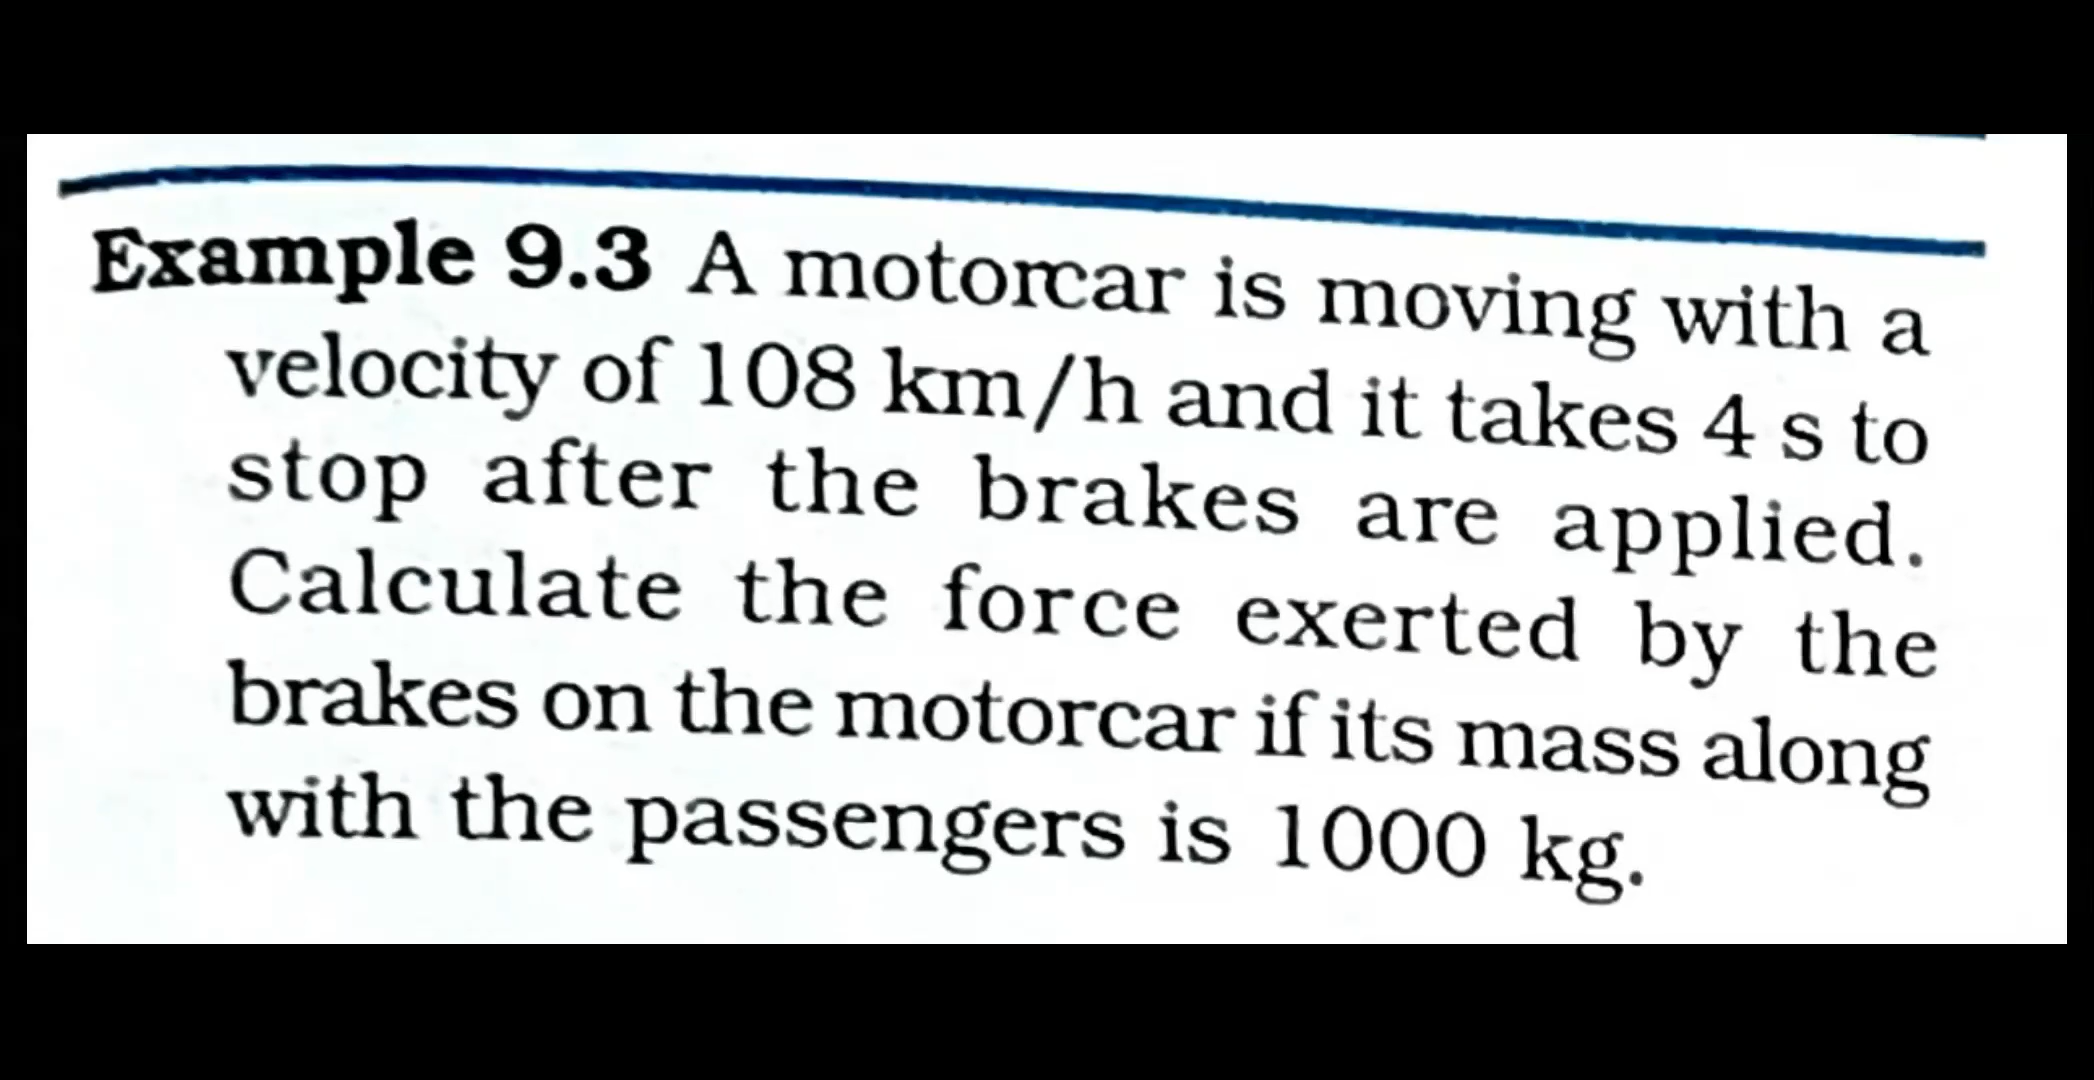 Example 9.3 A motorcar is moving with a
velocity of 108 km/h and it takes 4 s to
stop after the brakes are applied.
Calculate the force exerted by the
brakes on the motorcar if its mass along
with the passengers is 1000 kg.